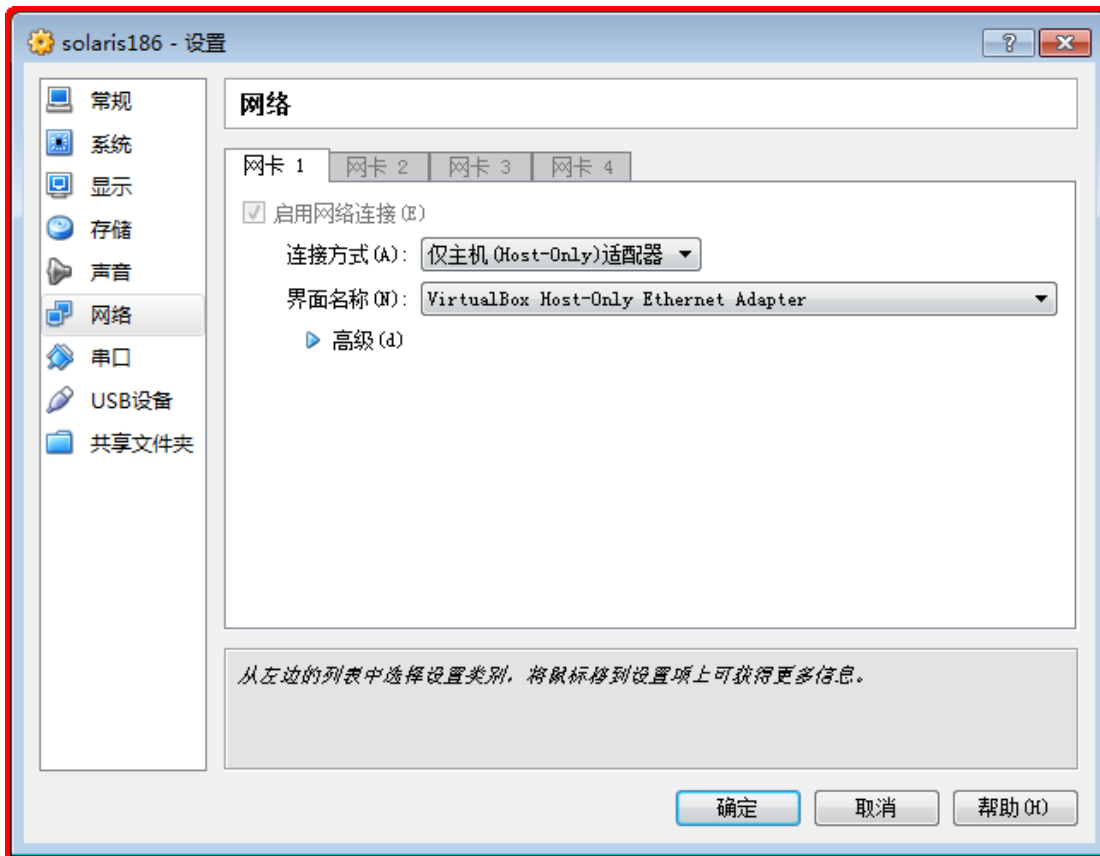 solaris186 - 设置
常规
系统
显示
存储
声音
网络
串口
USB设备
共享文件夹
网络
网卡 1
网卡 2
网卡 3
网卡 4
启用网络连接(E)
连接方式(A): 仅主机(Host-Only)适配器
界面名称(N): VirtualBox Host-Only Ethernet Adapter
高级(d)
从左边的列表中选择设置类别，将鼠标移到设置项上可获得更多信息。
确定
取消
帮助(H)